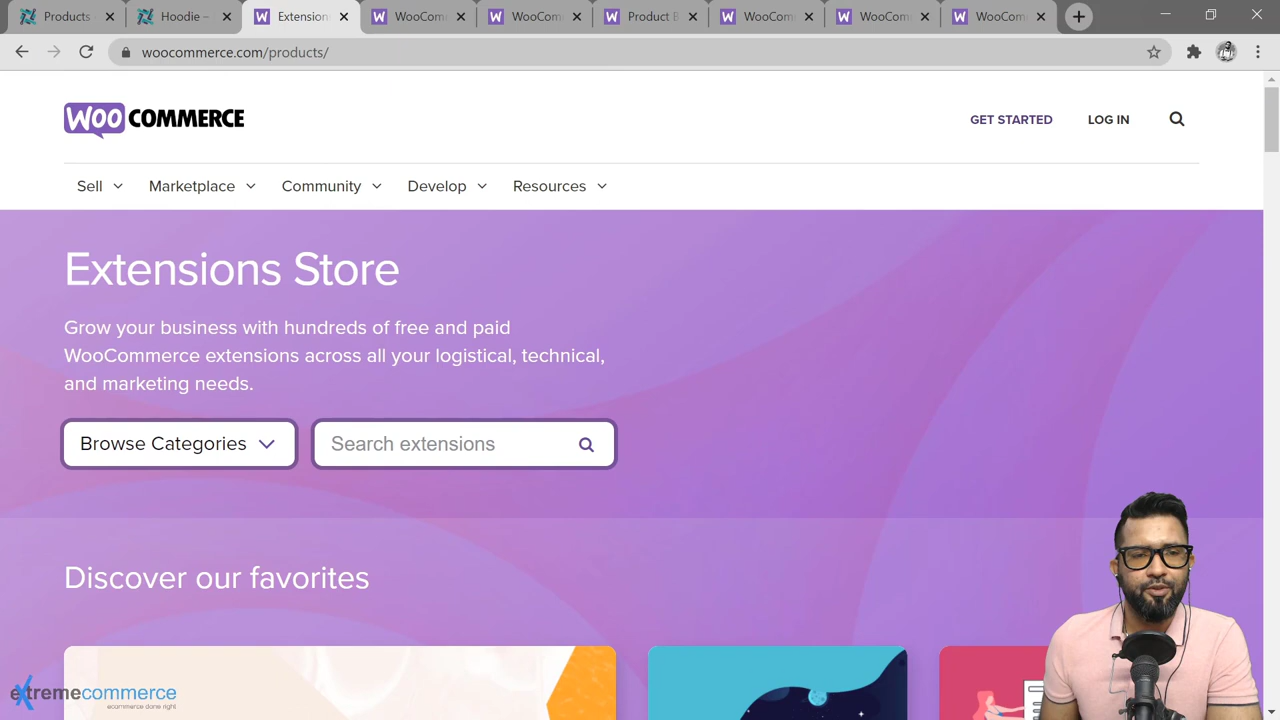 Products
Hoodie –
Extension
WooCom
WooCom
Product B
WooCom
WooCom
WooCom
woocommerce.com/products/
WOO COMMERCE
GET STARTED
LOG IN
Sell
Marketplace
Community
Develop
Resources
Extensions Store
Grow your business with hundreds of free and paid
WooCommerce extensions across all your logistical, technical,
and marketing needs.
Browse Categories
Search extensions
Discover our favorites
extremecommerce
ecommerce done right